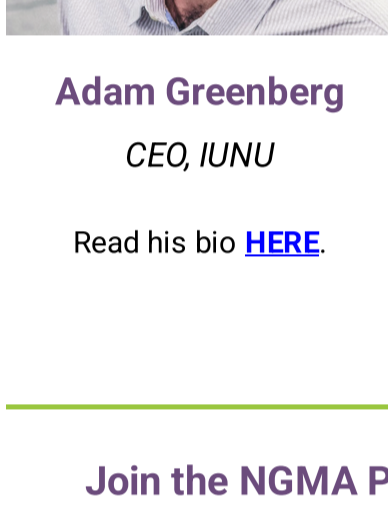 Adam Greenberg
CEO, IUNU
Read his bio HERE.
Join the NGMA P